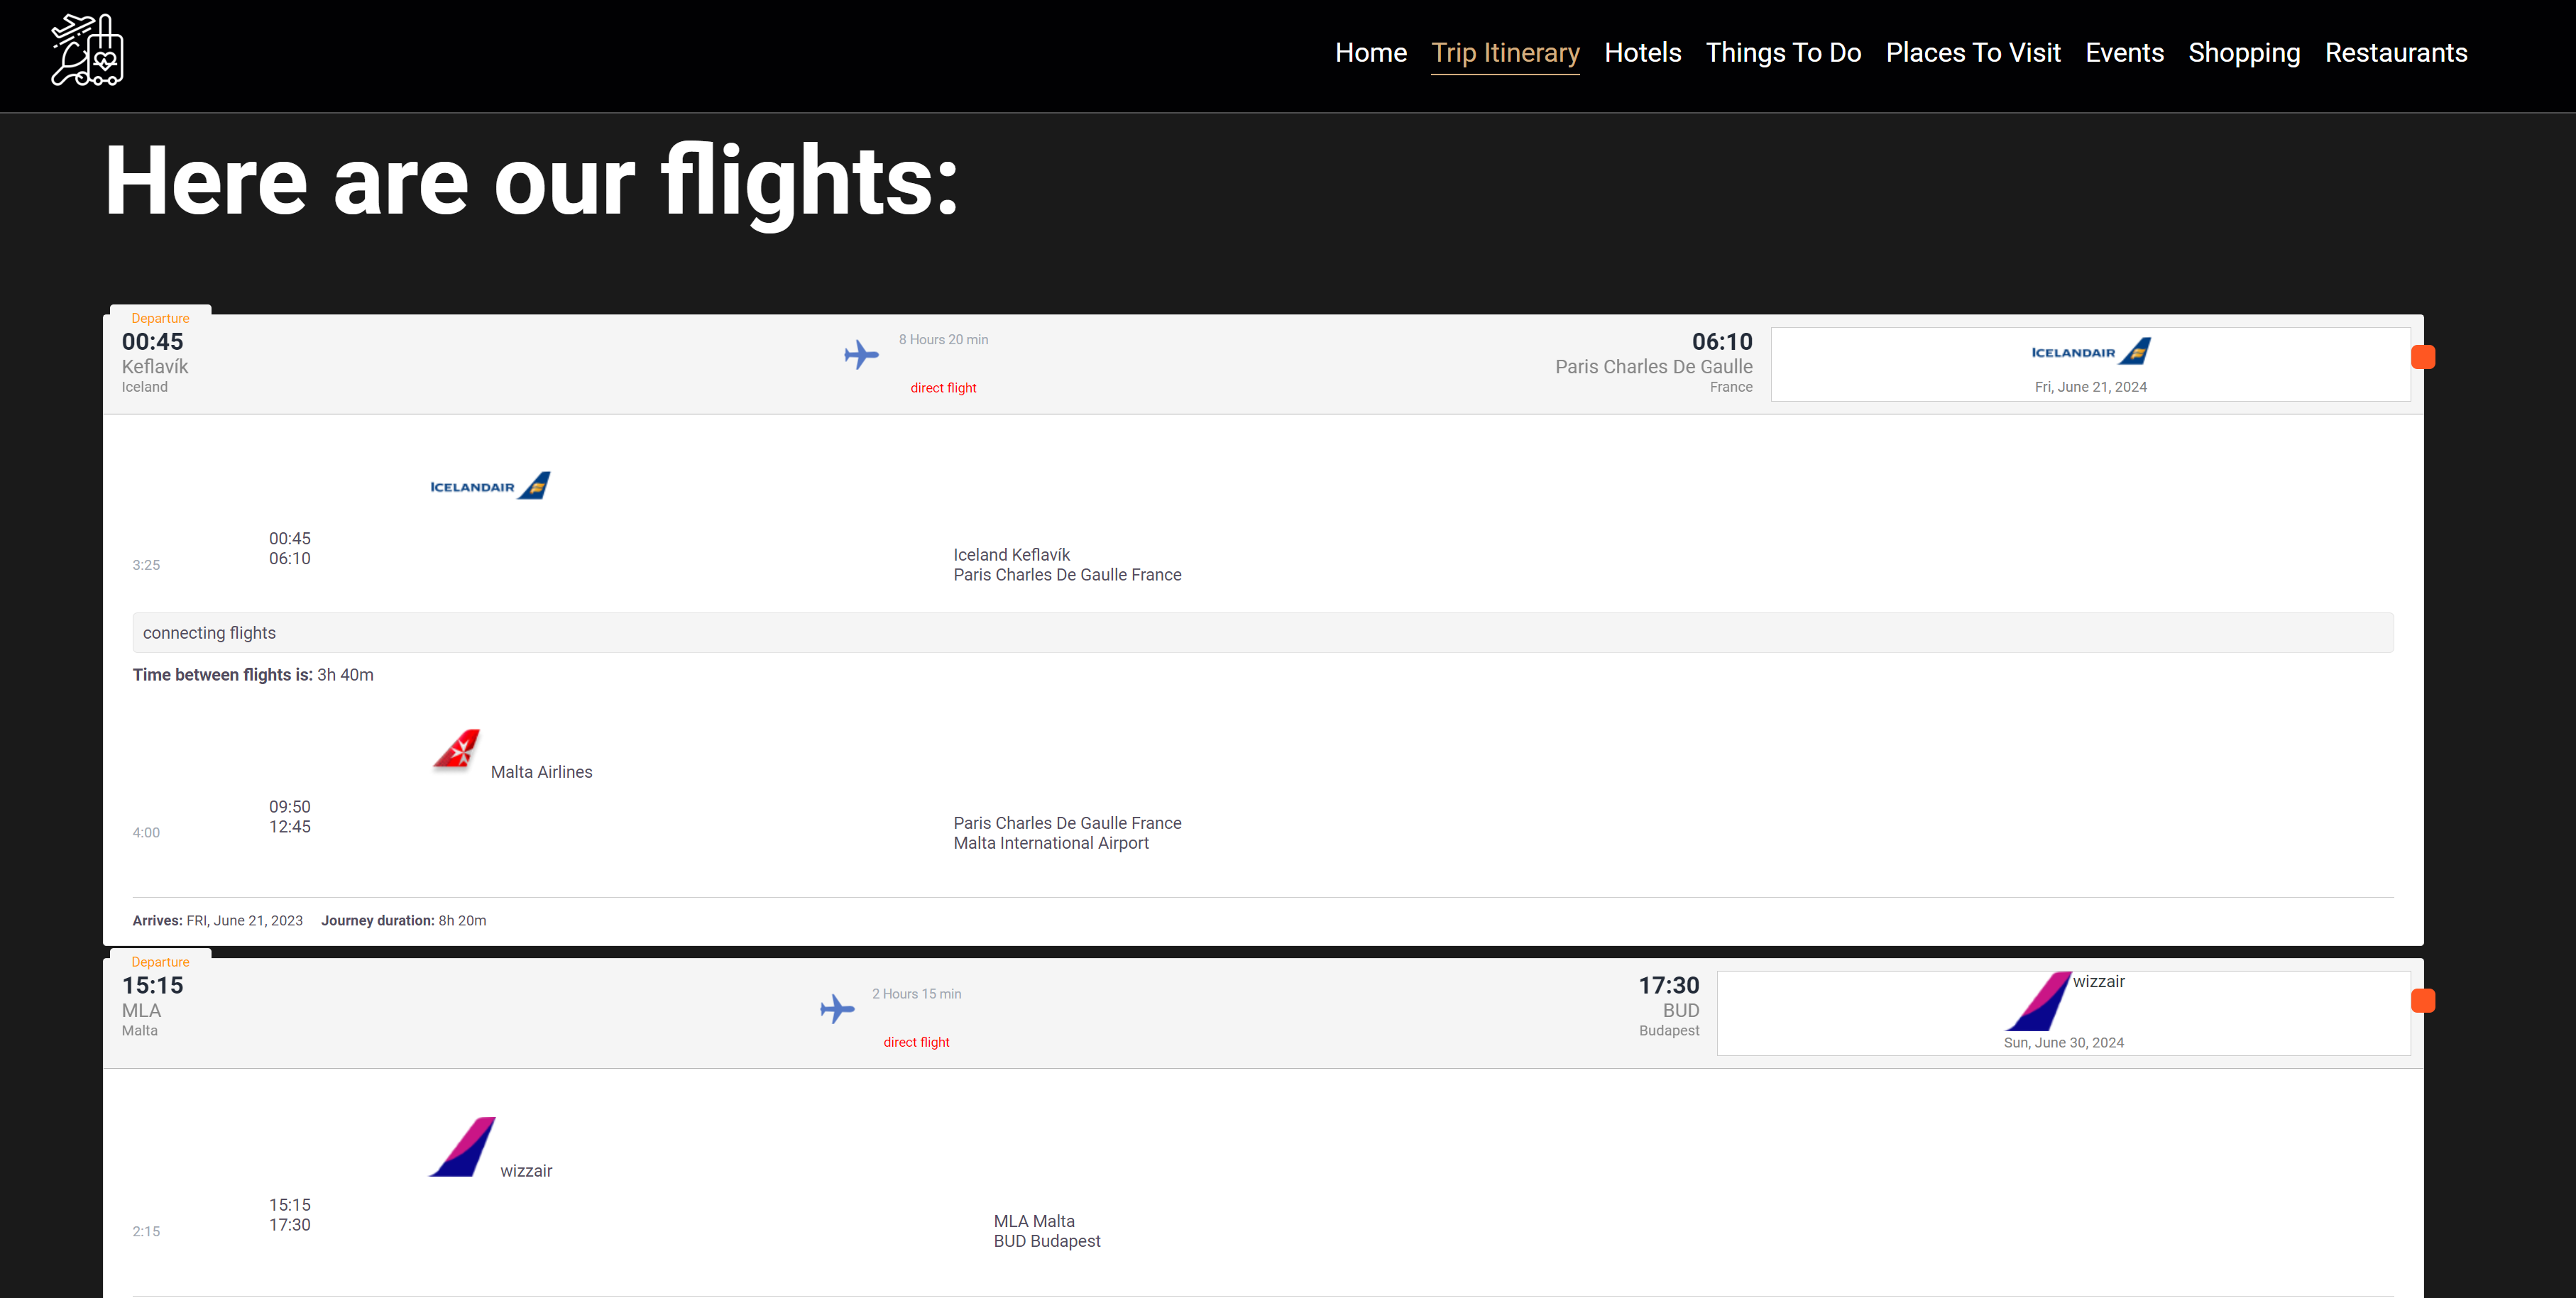 Home Trip Itinerary Hotels Things To Do Places To Visit Events Shopping Restaurants
Here are our flights:
Departure
00:45
Keflavík
Iceland
8 Hours 20 min
direct flight
06:10
Paris Charles De Gaulle
France
ICELANDAIR
Fri, June 21, 2024
ICELANDAIR
3:25
00:45
06:10
Iceland Keflavík
Paris Charles De Gaulle France
connecting flights
Time between flights is: 3h 40m
Malta Airlines
4:00
09:50
12:45
Paris Charles De Gaulle France
Malta International Airport
Arrives: FRI, June 21, 2023 Journey duration: 8h 20m
Departure
15:15
MLA
Malta
2 Hours 15 min
direct flight
17:30
BUD
Budapest
wizzair
Sun, June 30, 2024
wizzair
2:15
15:15
17:30
MLA Malta
BUD Budapest